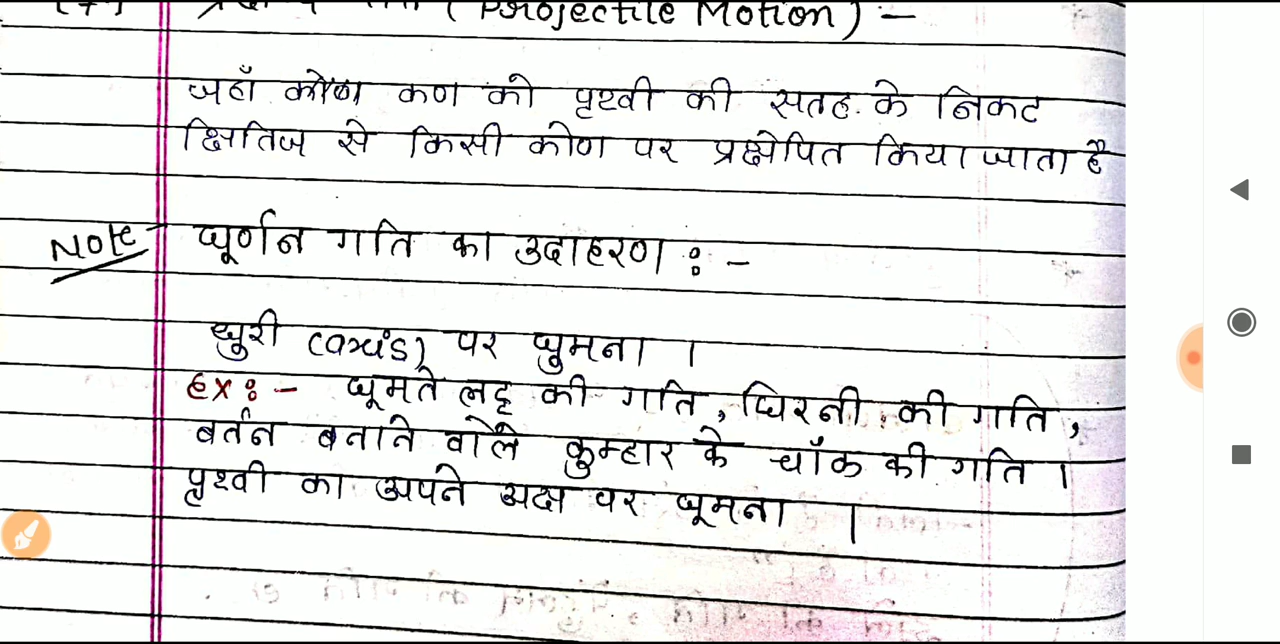 (Projectile Motion) –
जहाँ कण को पृथ्वी की सतह के निकट
क्षितिज से किसी कोण पर प्रक्षेपित किया जाता है
Note घूर्णन गति का उदाहरण : –
धुरी (axis) पर घुमना ।
Ex : – घूमते लट्टू की गति, घिरनी की गति,
बर्तन बनाने वाले कुम्हार के चाँक की गति ।
पृथ्वी का अपने अक्ष पर घूमना ।